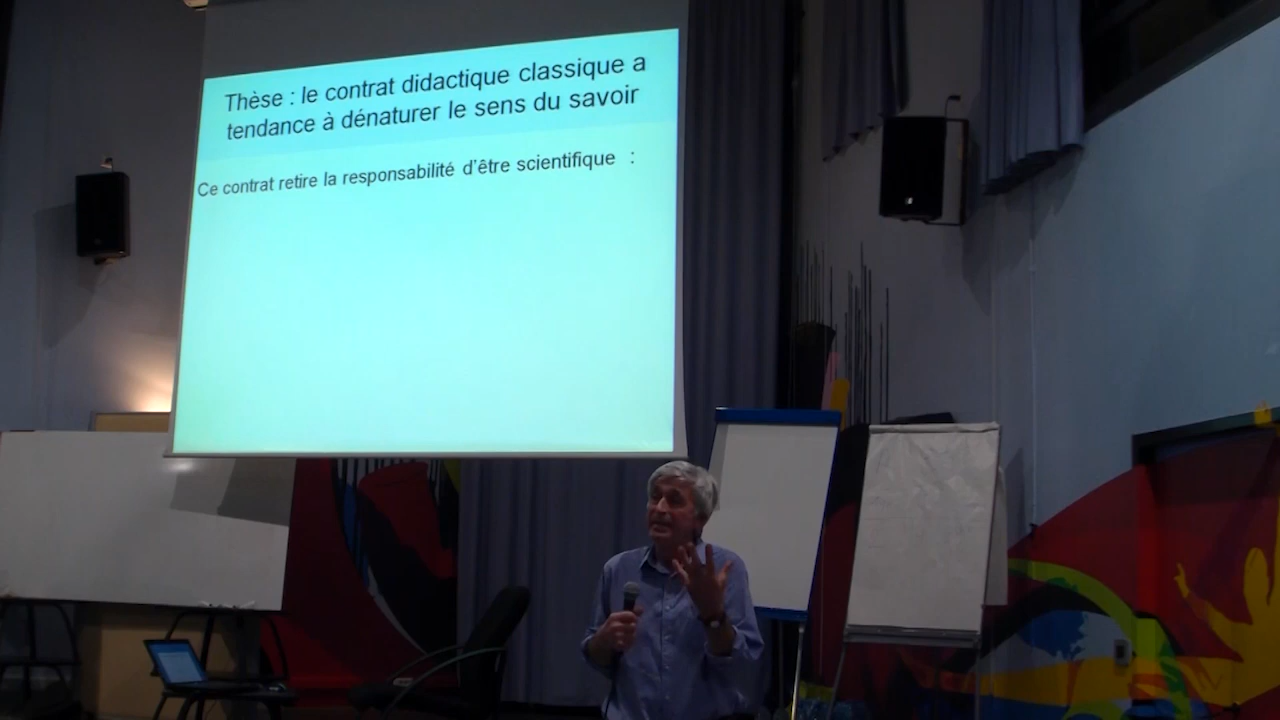 Thèse : le contrat didactique classique a
tendance à dénaturer le sens du savoir
Ce contrat retire la responsabilité d'être scientifique :